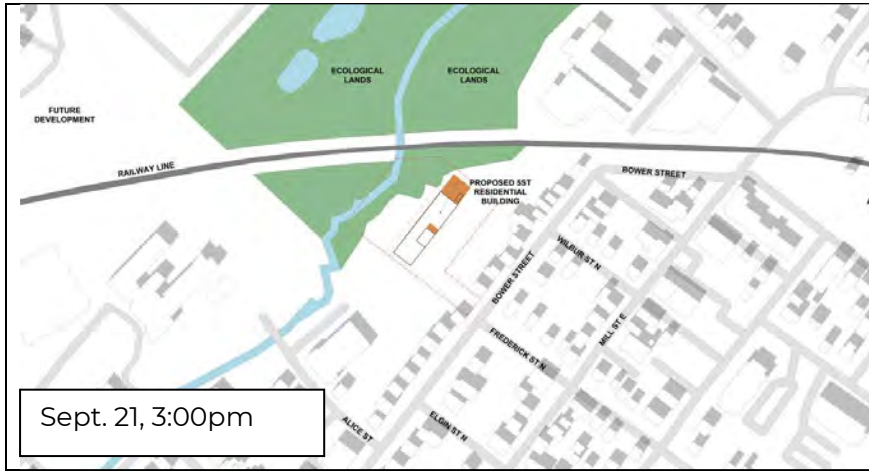 ECOLOGICAL
LANDS
ECOLOGICAL
LANDS
FUTURE
DEVELOPMENT
RAILWAY LINE
PROPOSED 5ST
RESIDENTIAL
BUILDING
BOWER STREET
WILBUR ST N
BOWER STREET
MILL ST E
FREDERICK ST N
ALICE ST
ELGIN ST N
Sept. 21, 3:00pm